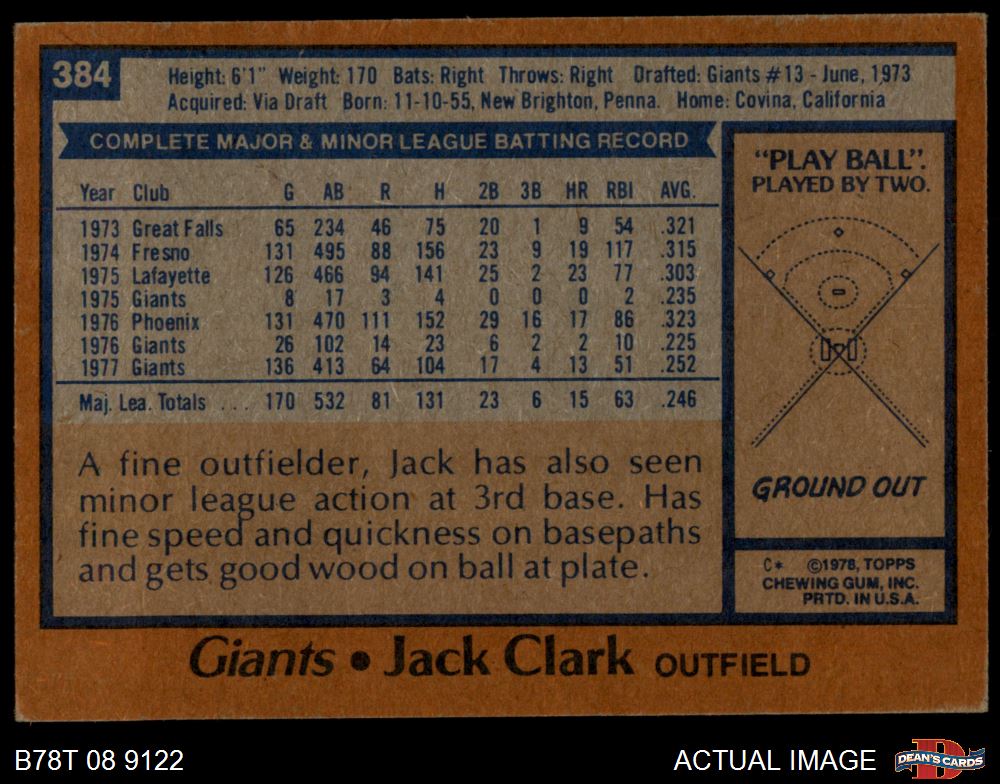 384
Height: 6'1" Weight: 170 Bats: Right Throws: Right Drafted: Giants #13 - June, 1973
Acquired: Via Draft Born: 11-10-55, New Brighton, Penna. Home: Covina, California
COMPLETE MAJOR & MINOR LEAGUE BATTING RECORD
Year Club G AB R H 2B 3B HR RBI AVG.
1973 Great Falls 65 234 46 75 20 1 9 54 .321
1974 Fresno 131 495 88 156 23 9 19 117 .315
1975 Lafayette 126 466 94 141 25 2 23 77 .303
1975 Giants 8 17 3 4 0 0 0 2 .235
1976 Phoenix 131 470 111 152 29 16 17 86 .323
1976 Giants 26 102 14 23 6 2 2 10 .225
1977 Giants 136 413 64 104 17 4 13 51 .252
Maj. Lea. Totals ... 170 532 81 131 23 6 15 63 .246
A fine outfielder, Jack has also seen
minor league action at 3rd base. Has
fine speed and quickness on basepaths
and gets good wood on ball at plate.
"PLAY BALL".
PLAYED BY TWO.
GROUND OUT
C* ©1978, TOPPS
CHEWING GUM, INC.
PRTD. IN U.S.A.
Giants • Jack Clark OUTFIELD
B78T 08 9122
ACTUAL IMAGE
DEAN'S CARDS